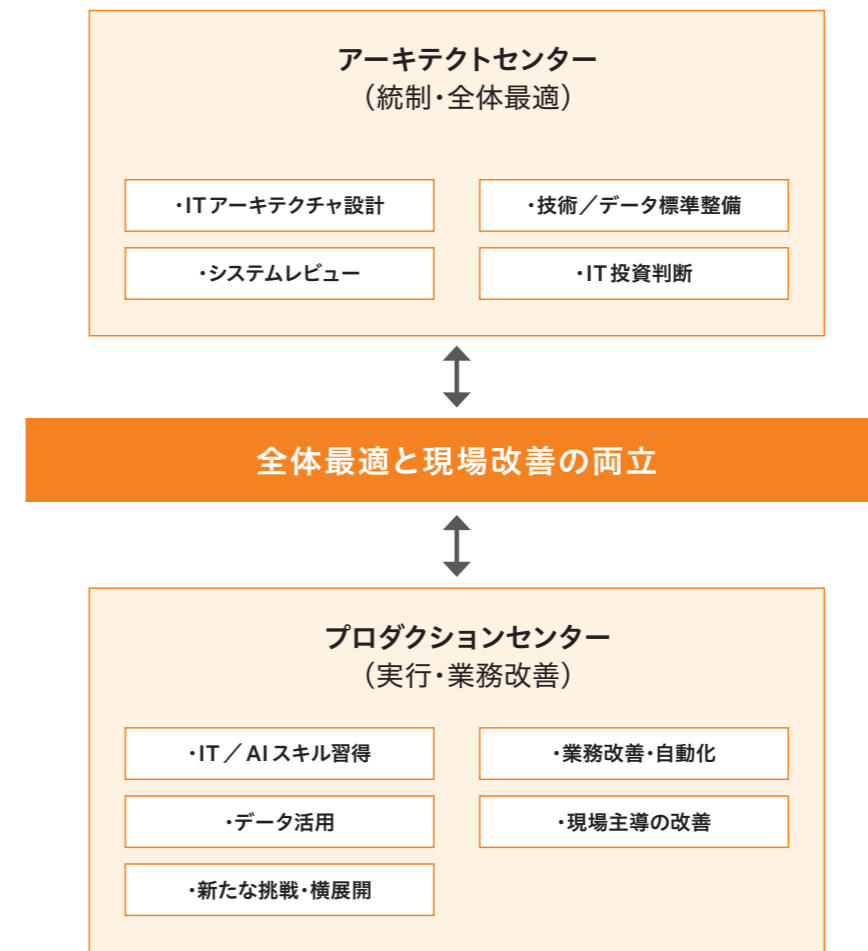 アーキテクトセンター
（統制・全体最適）
・ITアーキテクチャ設計
・技術／データ標準整備
・システムレビュー
・IT投資判断
全体最適と現場改善の両立
プロダクションセンター
（実行・業務改善）
・IT／AIスキル習得
・業務改善・自動化
・データ活用
・現場主導の改善
・新たな挑戦・横展開